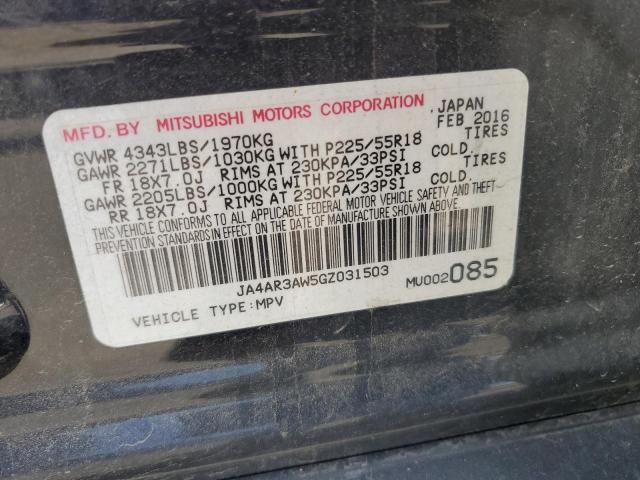 MFD. BY MITSUBISHI MOTORS CORPORATION JAPAN
FEB 2016
GVWR 4343LBS/1970KG
GAWR 2271LBS/1030KG WITH P225/55R18 TIRES
FR 18X7.0J RIMS AT 230KPA/33PSI COLD.
GAWR 2205LBS/1000KG WITH P225/55R18 TIRES
RR 18X7.0J RIMS AT 230KPA/33PSI COLD.
THIS VEHICLE CONFORMS TO ALL APPLICABLE FEDERAL MOTOR VEHICLE SAFETY AND THEFT
PREVENTION STANDARDS IN EFFECT ON THE DATE OF MANUFACTURE SHOWN ABOVE.
JA4AR3AW5GZ031503
MU002085
VEHICLE TYPE:MPV